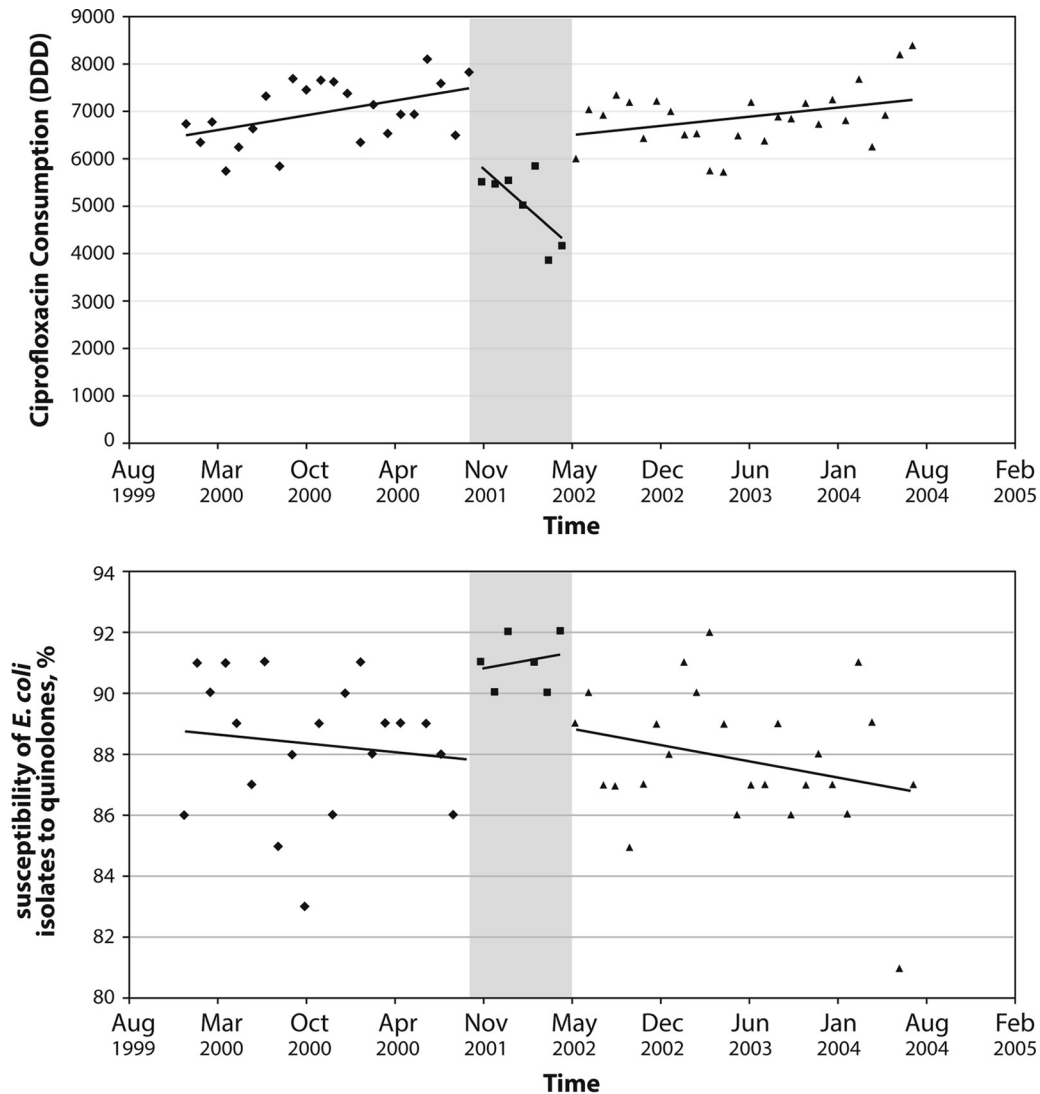 Ciprofloxacin Consumption (DDD)
9000
8000
7000
6000
5000
4000
3000
2000
1000
0
Aug Mar Oct Apr Nov May Dec Jun Jan Aug Feb
1999 2000 2000 2000 2001 2002 2002 2003 2004 2004 2005
Time
susceptibility of E. coli
isolates to quinolones, %
94
92
90
88
86
84
82
80
Aug Mar Oct Apr Nov May Dec Jun Jan Aug Feb
1999 2000 2000 2000 2001 2002 2002 2003 2004 2004 2005
Time